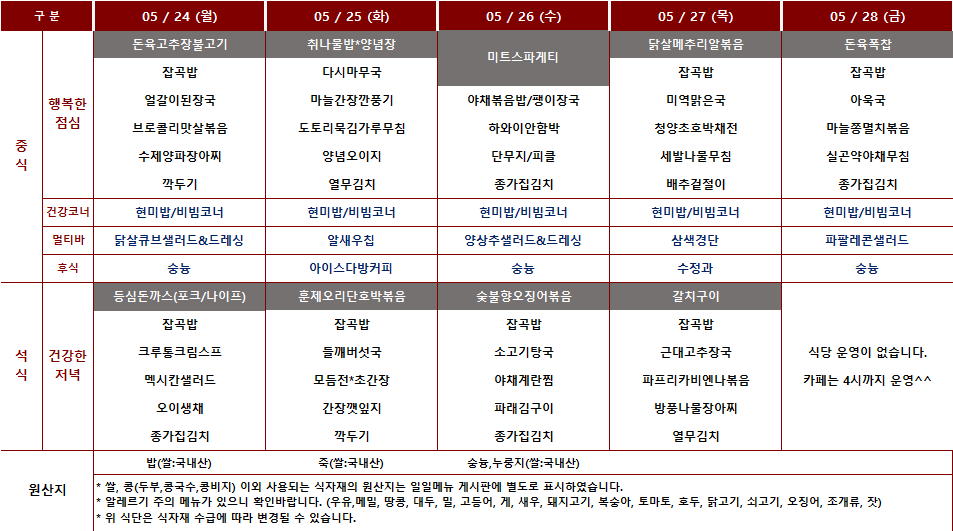 구 분 05 / 24 (월) 05 / 25 (화) 05 / 26 (수) 05 / 27 (목) 05 / 28 (금)
중식 행복한 점심 돈육고추장불고기 취나물밥*양념장 미트스파게티 닭살메추리알볶음 돈육폭찹
잡곡밥 다시마무국 잡곡밥 잡곡밥
얼갈이된장국 마늘간장깐풍기 야채볶음밥/팽이장국 미역맑은국 아욱국
브로콜리맛살볶음 도토리묵김가루무침 하와이안함박 청양초호박채전 마늘쫑멸치볶음
수제양파장아찌 양념오이지 단무지/피클 세발나물무침 실곤약야채무침
깍두기 열무김치 종가집김치 배추겉절이 종가집김치
건강코너 현미밥/비빔코너 현미밥/비빔코너 현미밥/비빔코너 현미밥/비빔코너 현미밥/비빔코너
멀티바 닭살큐브샐러드&드레싱 알새우칩 양상추샐러드&드레싱 삼색경단 파팔레콘샐러드
후식 숭늉 아이스다방커피 숭늉 수정과 숭늉
석식 건강한 저녁 등심돈까스(포크/나이프) 훈제오리단호박볶음 숯불향오징어볶음 갈치구이
잡곡밥 잡곡밥 잡곡밥 잡곡밥
크루통크림스프 들깨버섯국 소고기탕국 근대고추장국 식당 운영이 없습니다.
멕시칸샐러드 모듬전*초간장 야채계란찜 파프리카비엔나볶음 카페는 4시까지 운영^^
오이생채 간장깻잎지 파래김구이 방풍나물장아찌
종가집김치 깍두기 종가집김치 열무김치
원산지 밥(쌀:국내산) 죽(쌀:국내산) 숭늉,누룽지(쌀:국내산)
* 쌀, 콩(두부,콩국수,콩비지) 이외 사용되는 식자재의 원산지는 일일메뉴 게시판에 별도로 표시하였습니다.
* 알레르기 주의 메뉴가 있으니 확인바랍니다. (우유,메밀, 땅콩, 대두, 밀, 고등어, 게, 새우, 돼지고기, 복숭아, 토마토, 호두, 닭고기, 쇠고기, 오징어, 조개류, 잣)
* 위 식단은 식자재 수급에 따라 변경될 수 있습니다.